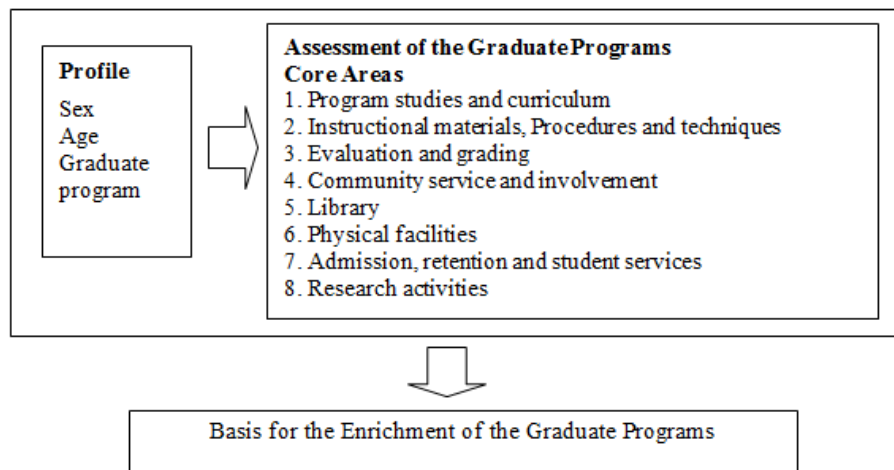 Profile
Sex
Age
Graduate
program
Assessment of the Graduate Programs
Core Areas
1. Program studies and curriculum
2. Instructional materials, Procedures and techniques
3. Evaluation and grading
4. Community service and involvement
5. Library
6. Physical facilities
7. Admission, retention and student services
8. Research activities
Basis for the Enrichment of the Graduate Programs